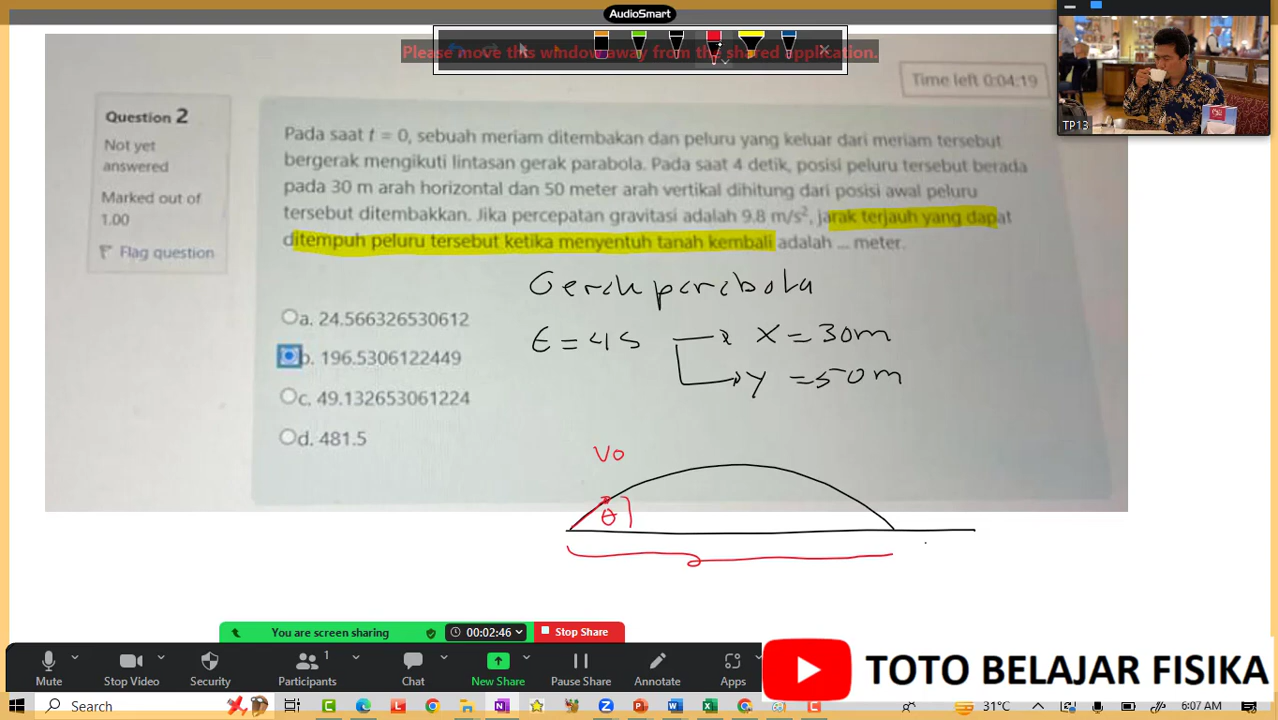 AudioSmart
Please move this window away from the shared application.
TP13
Time left 0:04:19
Question 2
Not yet
answered
Marked out of
1.00
Flag question
Pada saat t = 0, sebuah meriam ditembakan dan peluru yang keluar dari meriam tersebut
bergerak mengikuti lintasan gerak parabola. Pada saat 4 detik, posisi peluru tersebut berada
pada 30 m arah horizontal dan 50 meter arah vertikal dihitung dari posisi awal peluru
tersebut ditembakkan. Jika percepatan gravitasi adalah 9.8 m/s², jarak terjauh yang dapat
ditempuh peluru tersebut ketika menyentuh tanah kembali adalah ... meter.
a. 24.566326530612
b. 196.5306122449
c. 49.132653061224
d. 481.5
Gerak parabola
t = 4 s → x = 30 m
→ y = 50 m
Vo
θ
You are screen sharing
00:02:46
Stop Share
Mute
Stop Video
Security
1
Participants
Chat
New Share
Pause Share
Annotate
Apps
TOTO BELAJAR FISIKA
Search
31°C
6:07 AM